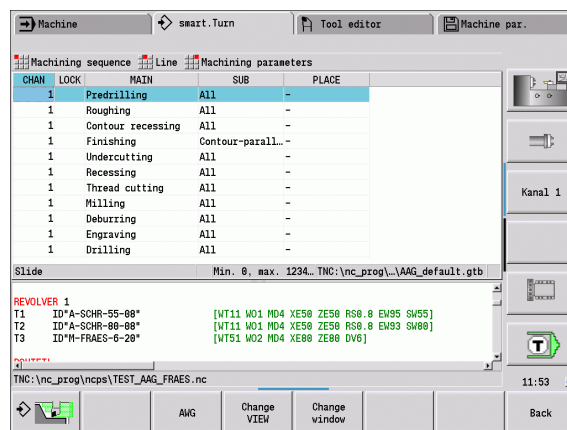 Machine smart.Turn Tool editor Machine par.
Machining sequence Line Machining parameters
CHAN LOCK MAIN SUB PLACE
1 Predrilling All –
1 Roughing All –
1 Contour recessing All –
1 Finishing Contour-parall… –
1 Undercutting All –
1 Recessing All –
1 Thread cutting All –
1 Milling All –
1 Deburring All –
1 Engraving All –
1 Drilling All –
Kanal 1
Slide Min. 0, max. 1234… TNC:\nc_prog\…\AAG_default.gtb
REVOLVER 1
T1 ID"A-SCHR-55-08" [WT11 WO1 MD4 XE50 ZE50 RS0.8 EW95 SW55]
T2 ID"A-SCHR-80-08" [WT11 WO1 MD4 XE50 ZE50 RS0.8 EW93 SW80]
T3 ID"M-FRAES-6-20" [WT51 WO2 MD4 XE80 ZE80 DV6]
T
TNC:\nc_prog\ncps\TEST_AAG_FRAES.nc
11:53
AWG Change VIEW Change window Back